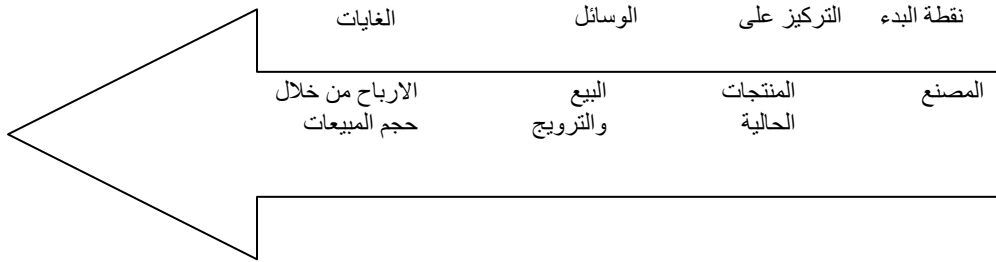 نقطة البدء التركيز على الوسائل الغايات
المصنع المنتجات البيع الارباح من خلال
الحالية والترويج حجم المبيعات